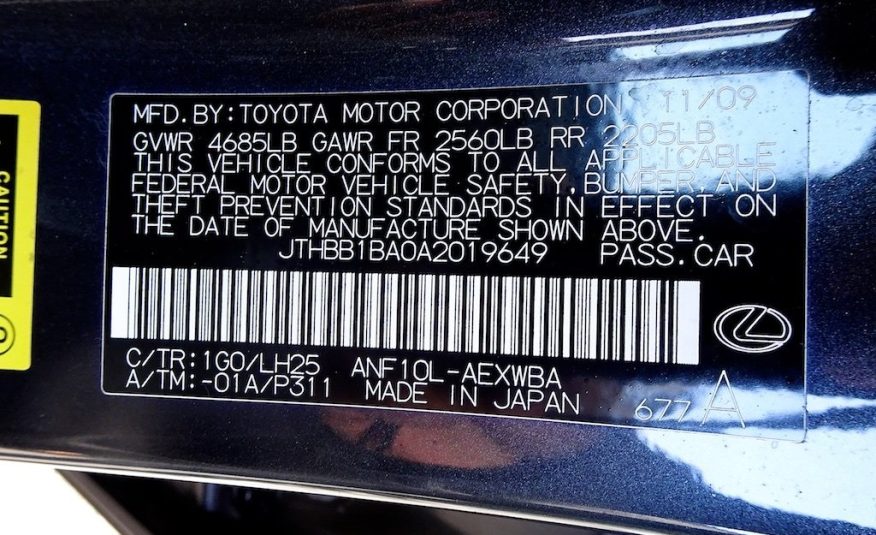 MFD. BY: TOYOTA MOTOR CORPORATION 11/09
GVWR 4685LB GAWR FR 2560LB RR 2205LB
THIS VEHICLE CONFORMS TO ALL APPLICABLE
FEDERAL MOTOR VEHICLE SAFETY, BUMPER, AND
THEFT PREVENTION STANDARDS IN EFFECT ON
THE DATE OF MANUFACTURE SHOWN ABOVE.
JTHBB1BA0A2019649 PASS. CAR
C/TR: 1G0/LH25 ANF10L-AEXWBA
A/TM: -01A/P311 MADE IN JAPAN 677 A
CAUTION